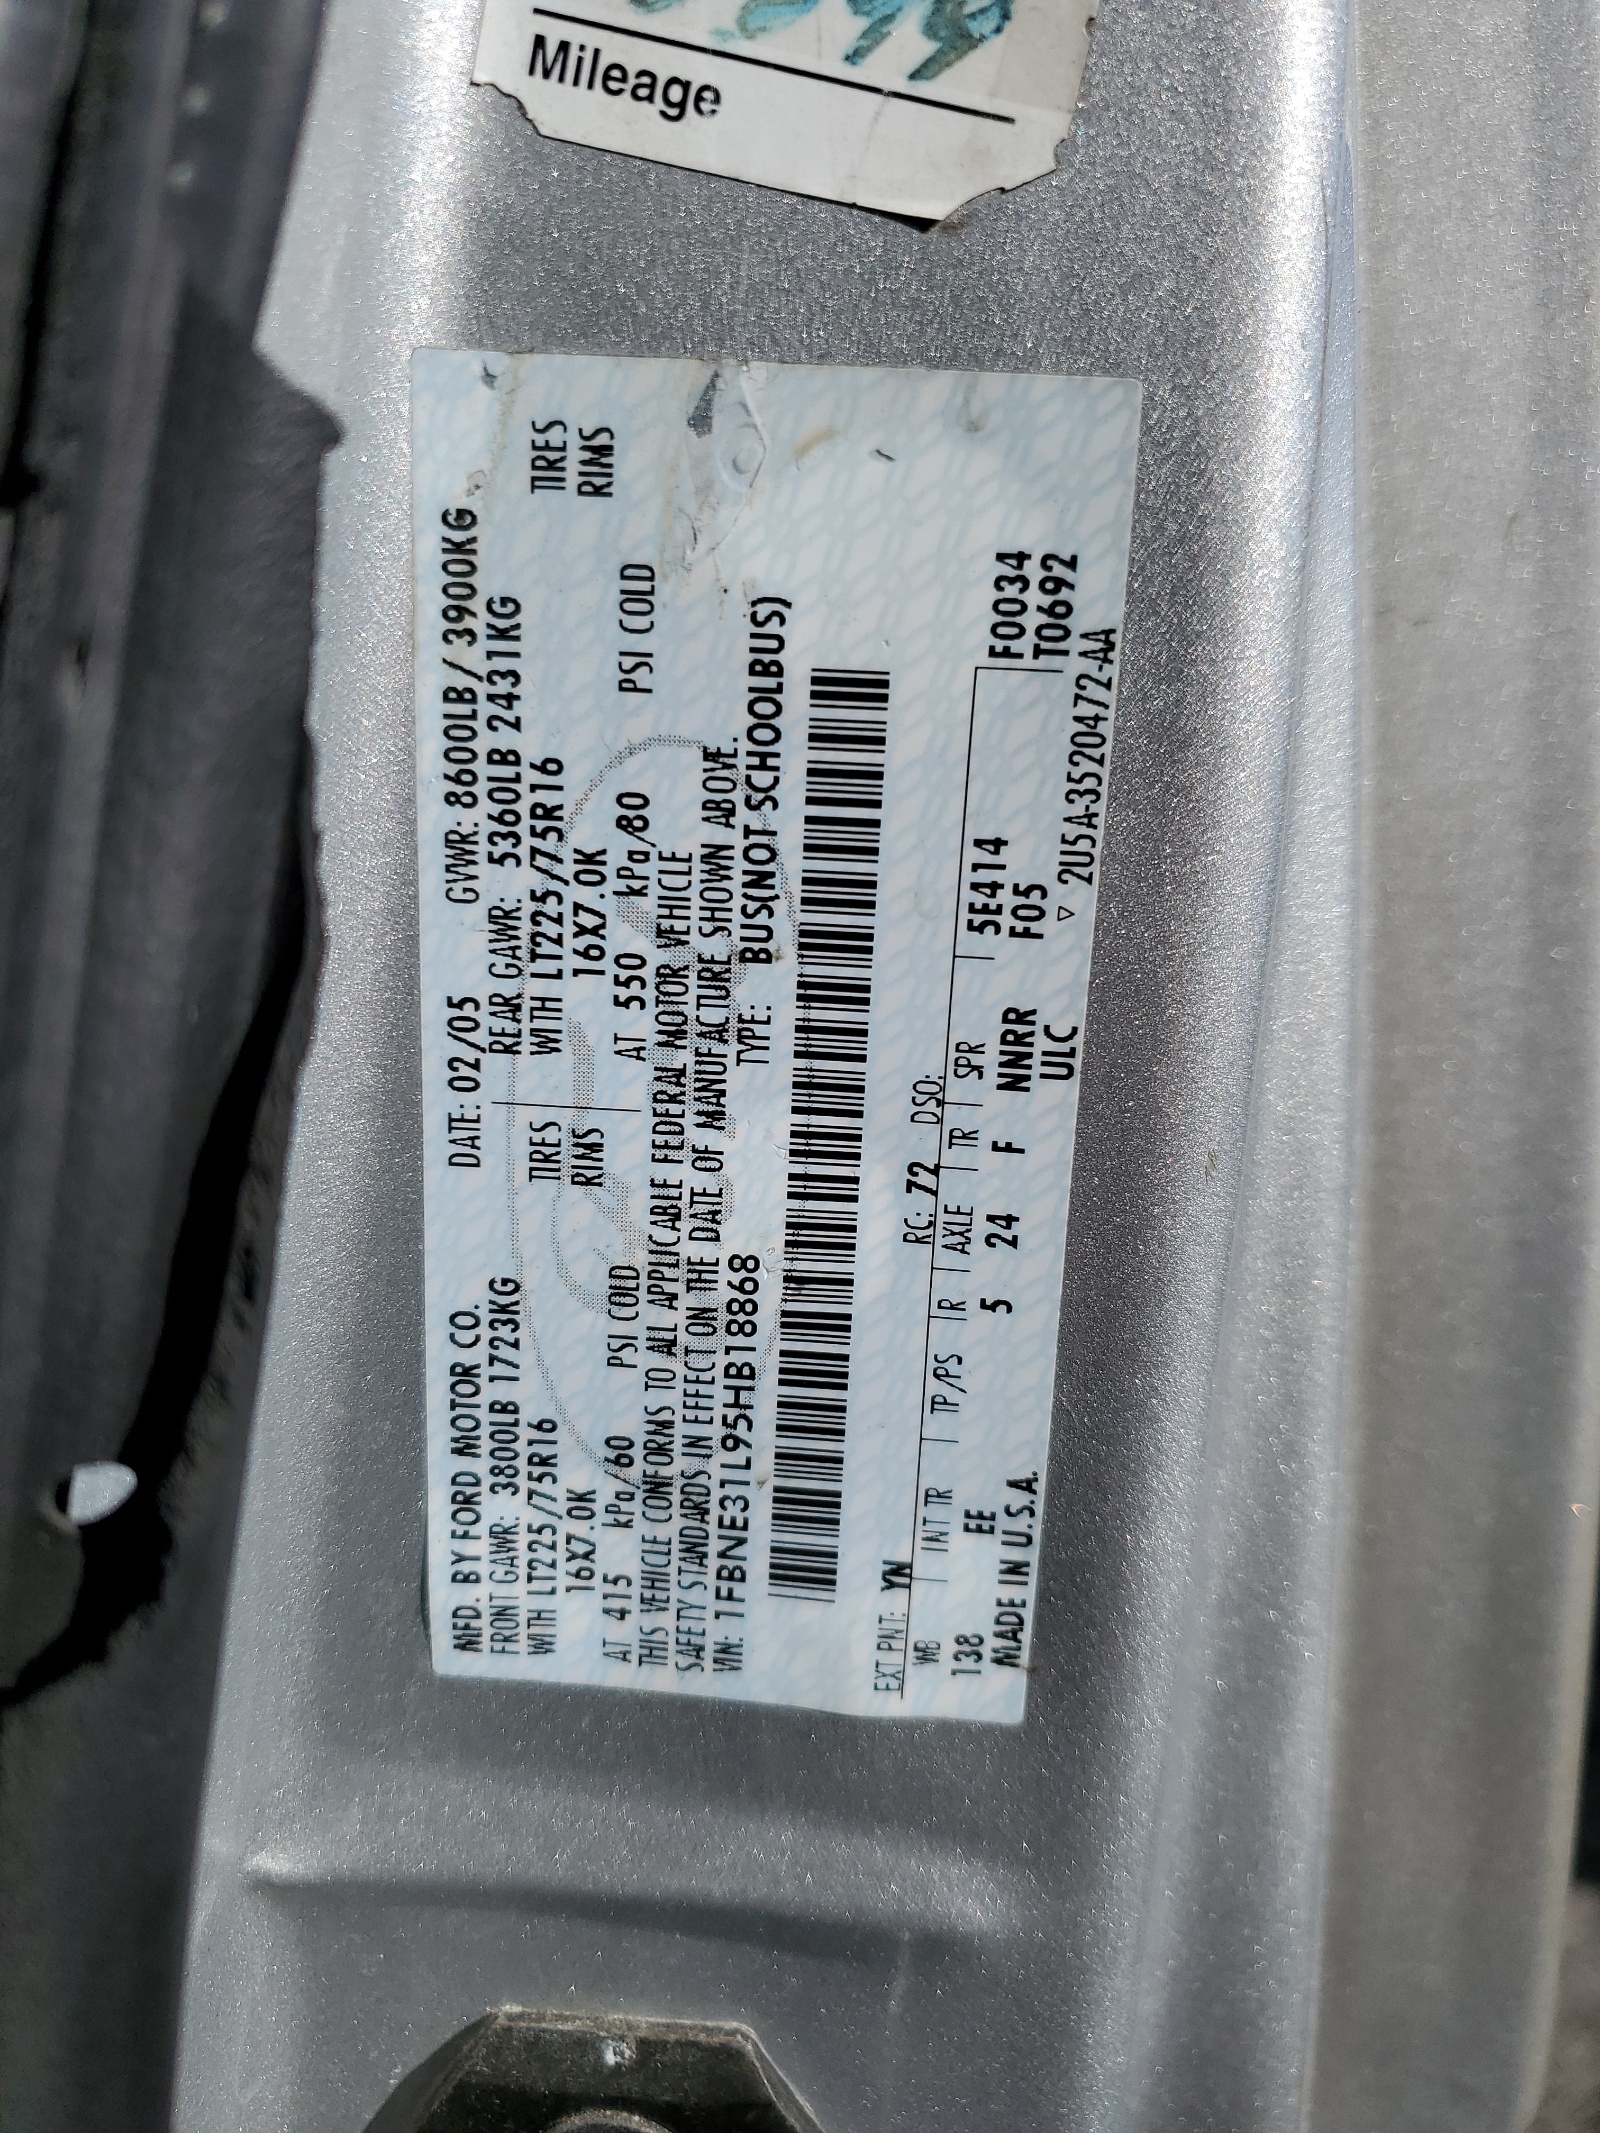 Mileage
MFD. BY FORD MOTOR CO. DATE: 02/05 GVWR: 8600LB/ 3900KG
FRONT GAWR: 3800LB 1723KG REAR GAWR: 5360LB 2431KG
WITH LT225/75R16 TIRES WITH LT225/75R16 TIRES
16X7.0K RIMS 16X7.0K RIMS
AT 415 kPa/60 PSI COLD AT 550 kPa/80 PSI COLD
THIS VEHICLE CONFORMS TO ALL APPLICABLE FEDERAL MOTOR VEHICLE
SAFETY STANDARDS IN EFFECT ON THE DATE OF MANUFACTURE SHOWN ABOVE.
VIN: 1FBNE31L95HB18868 TYPE: BUS(NOT SCHOOLBUS)
EXT PNT: YN RC: 72 DSO:
WB INT TR TP/PS R AXLE TR SPR 5E414 F0034
138 EE 5 24 F NNRR F05 T0692
MADE IN U.S.A. ULC ▽ 2U5A-3520472-AA